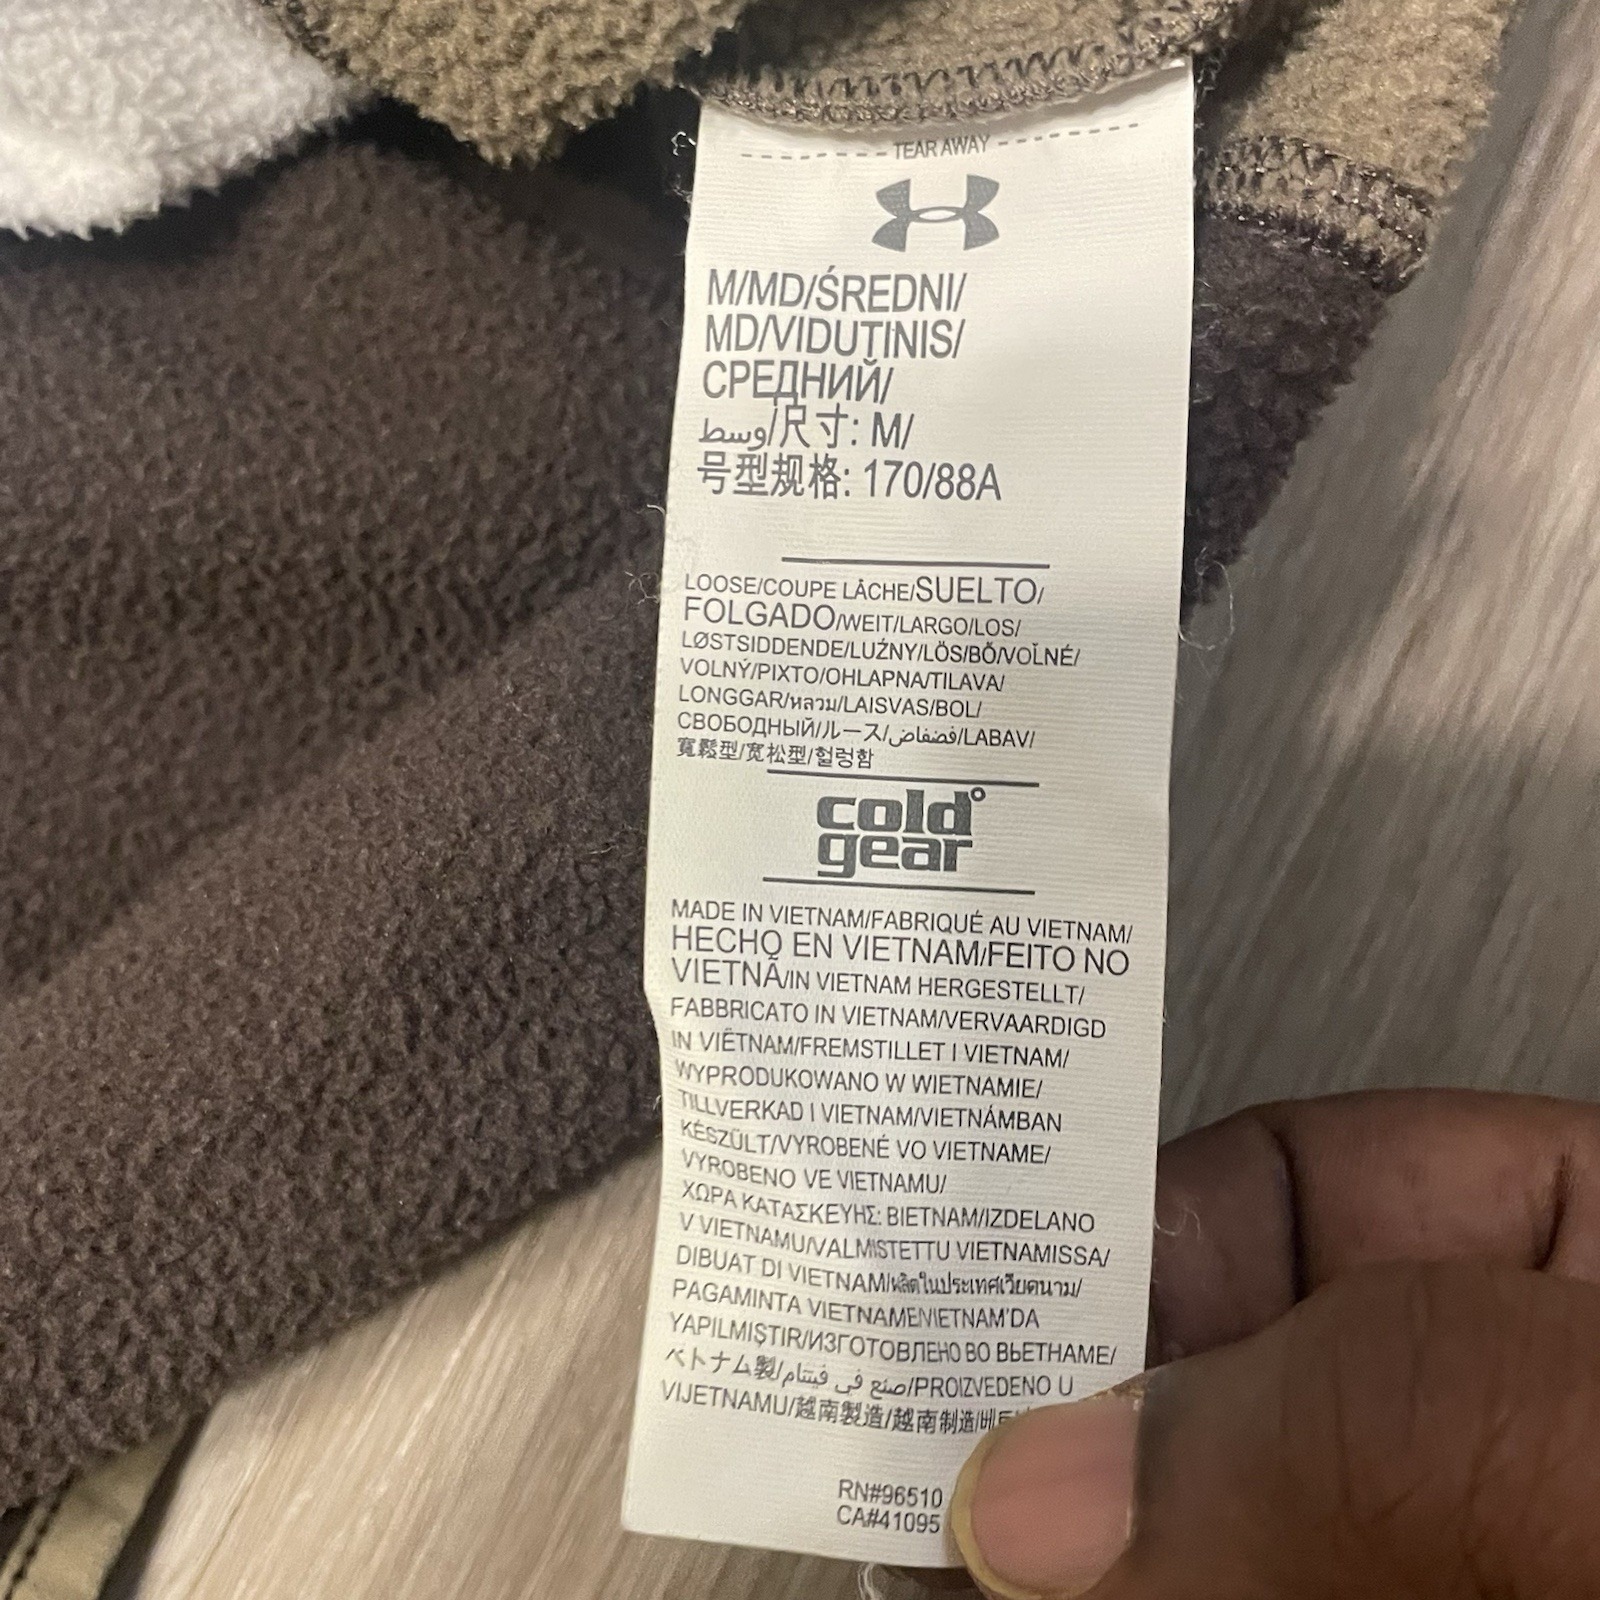 TEAR AWAY
M/MD/ŚREDNI/
MD/VIDUTINIS/
СРЕДНИЙ/
وسط/尺寸: M/
号型规格: 170/88A
LOOSE/COUPE LÂCHE/SUELTO/
FOLGADO/WEIT/LARGO/LOS/
LØSTSIDDENDE/LUŹNY/LÖS/BŐ/VOĽNÉ/
VOLNÝ/PIXTO/OHLAPNA/TILAVA/
LONGGAR/หลวม/LAISVAS/BOL/
СВОБОДНЫЙ/ルース/فضفاض/LABAV/
寬鬆型/宽松型/헐렁함
cold°
gear
MADE IN VIETNAM/FABRIQUÉ AU VIETNAM/
HECHO EN VIETNAM/FEITO NO
VIETNÃ/IN VIETNAM HERGESTELLT/
FABBRICATO IN VIETNAM/VERVAARDIGD
IN VIËTNAM/FREMSTILLET I VIETNAM/
WYPRODUKOWANO W WIETNAMIE/
TILLVERKAD I VIETNAM/VIETNÁMBAN
KÉSZÜLT/VYROBENÉ VO VIETNAME/
VYROBENO VE VIETNAMU/
ΧΩΡΑ ΚΑΤΑΣΚΕΥΗΣ: ΒΙΕΤΝΑΜ/IZDELANO
V VIETNAMU/VALMISTETTU VIETNAMISSA/
DIBUAT DI VIETNAM/ผลิตในประเทศเวียดนาม/
PAGAMINTA VIETNAME/VIETNAM'DA
YAPILMIŞTIR/ИЗГОТОВЛЕНО ВО ВЬЕТНАМЕ/
ベトナム製/صنع في فيتنام/PROIZVEDENO U
VIJETNAMU/越南製造/越南制造/베트
RN#96510
CA#41095